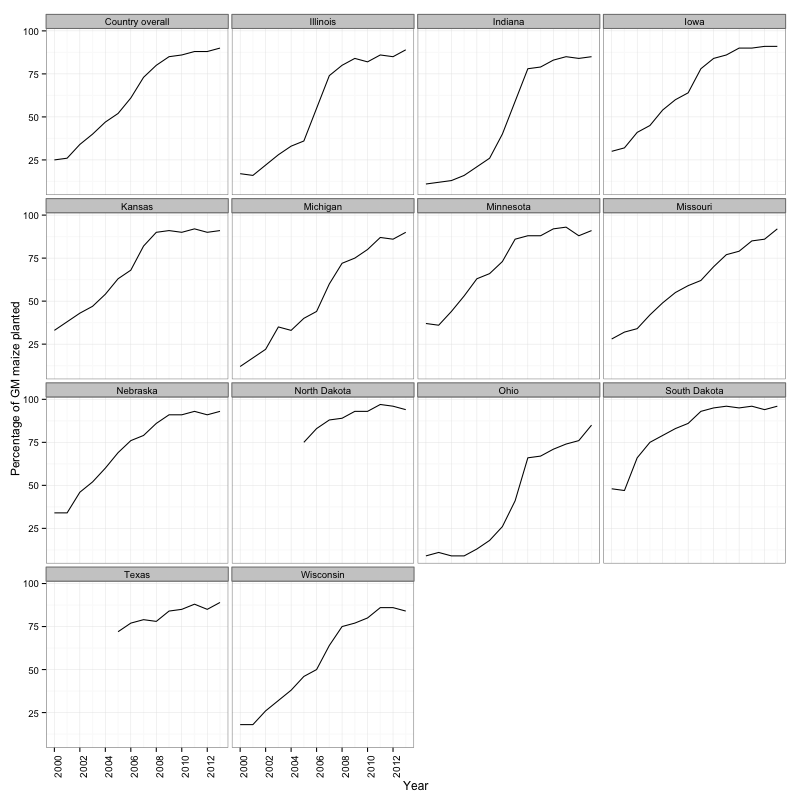 Country overall Illinois Indiana Iowa
100
75
50
25
Kansas Michigan Minnesota Missouri
100
75
50
25
Percentage of GM maize planted
Nebraska North Dakota Ohio South Dakota
100
75
50
25
Texas Wisconsin
100
75
50
25
2000 2002 2004 2006 2008 2010 2012 2000 2002 2004 2006 2008 2010 2012
Year